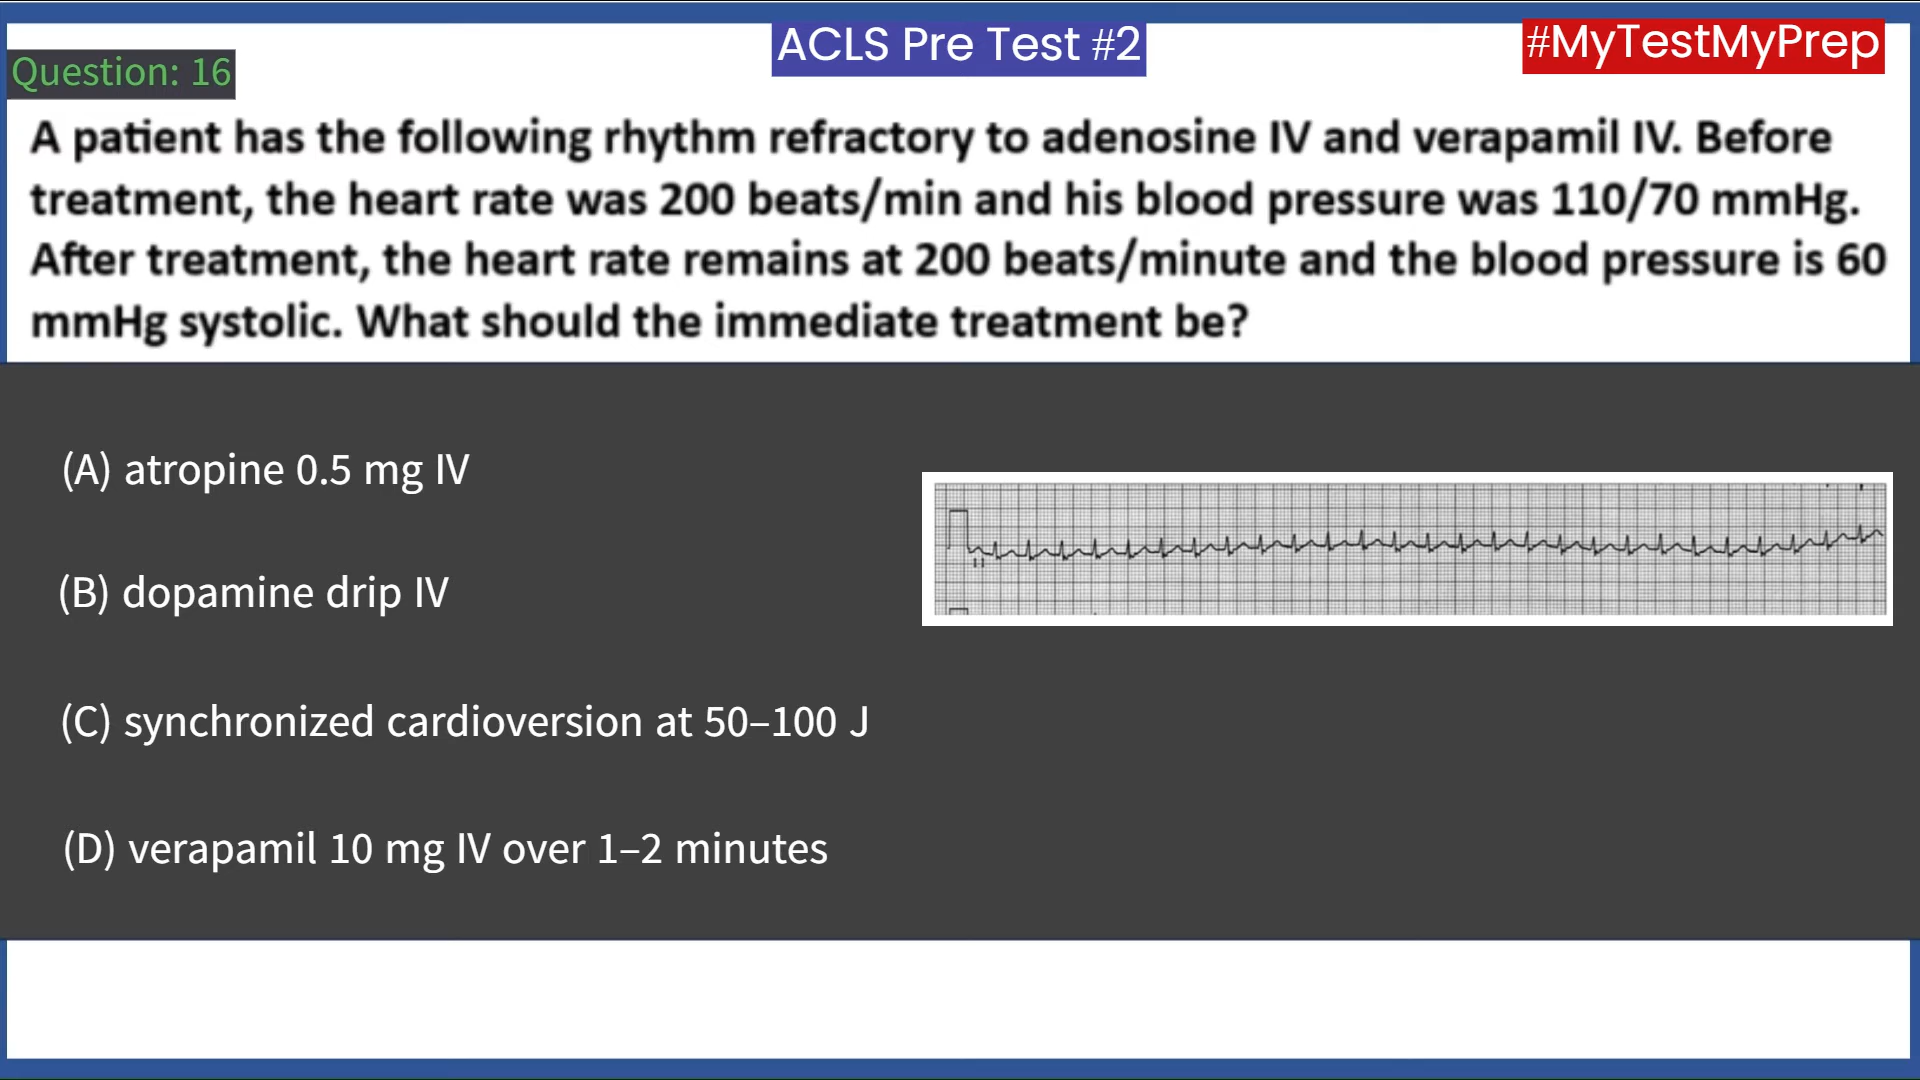 ACLS Pre Test #2
#MyTestMyPrep
Question: 16
A patient has the following rhythm refractory to adenosine IV and verapamil IV. Before
treatment, the heart rate was 200 beats/min and his blood pressure was 110/70 mmHg.
After treatment, the heart rate remains at 200 beats/minute and the blood pressure is 60
mmHg systolic. What should the immediate treatment be?
(A) atropine 0.5 mg IV
(B) dopamine drip IV
(C) synchronized cardioversion at 50–100 J
(D) verapamil 10 mg IV over 1–2 minutes
II